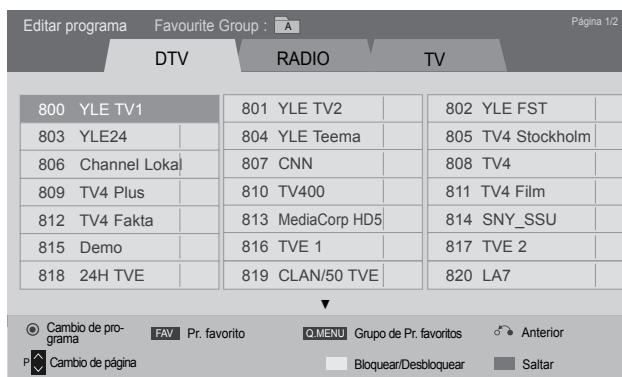 Editar programa Favourite Group : A Página 1/2
DTV RADIO TV
800 YLE TV1 801 YLE TV2 802 YLE FST
803 YLE24 804 YLE Teema 805 TV4 Stockholm
806 Channel Lokal 807 CNN 808 TV4
809 TV4 Plus 810 TV400 811 TV4 Film
812 TV4 Fakta 813 MediaCorp HD5 814 SNY_SSU
815 Demo 816 TVE 1 817 TVE 2
818 24H TVE 819 CLAN/50 TVE 820 LA7
▼
Cambio de pro-
grama FAV Pr. favorito Q.MENU Grupo de Pr. favoritos Anterior
P Cambio de página Bloquear/Desbloquear Saltar